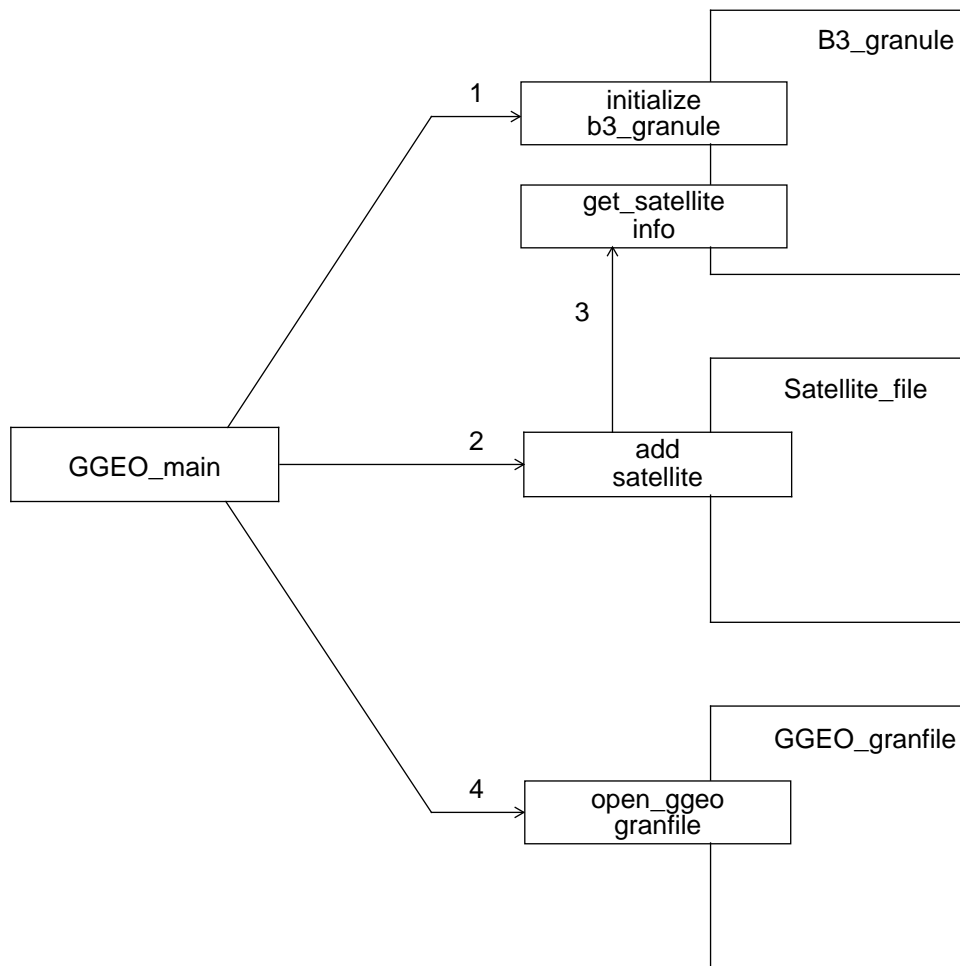 B3_granule
1
initialize
b3_granule
get_satellite
info
3
Satellite_file
2
add
satellite
GGEO_main
GGEO_granfile
4
open_ggeo
granfile